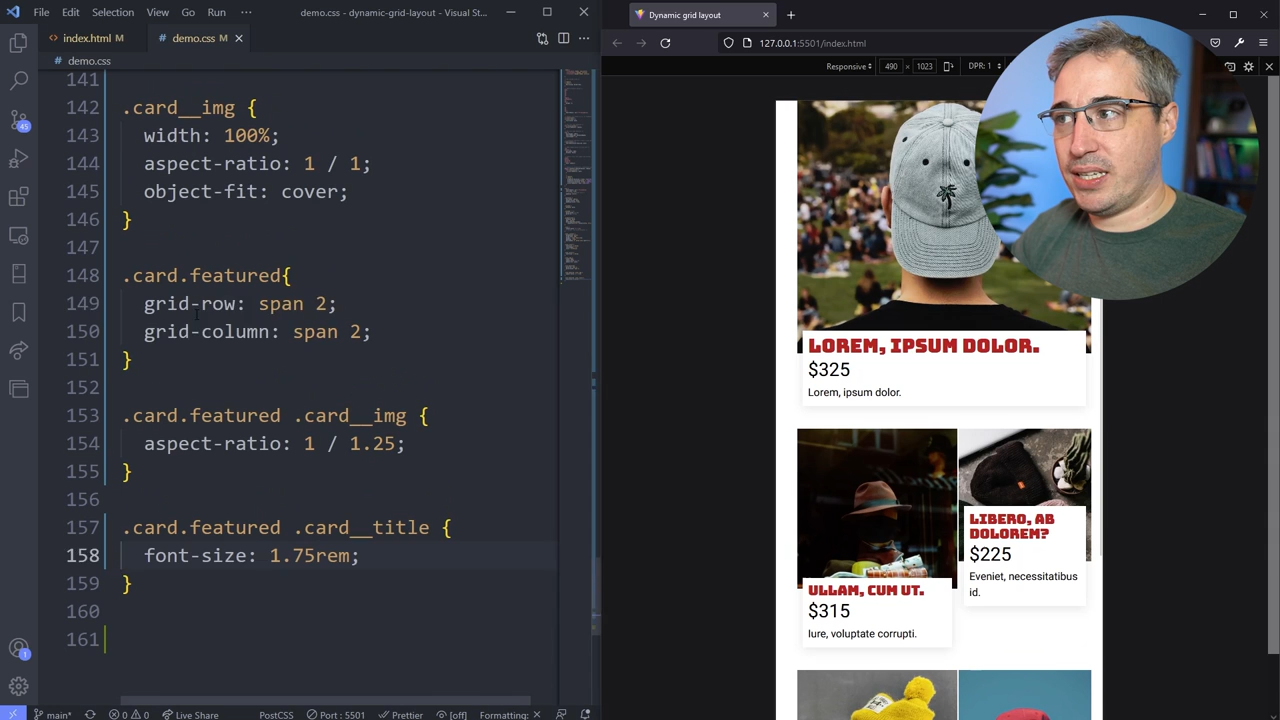 File Edit Selection View Go Run ··· demo.css - dynamic-grid-layout - Visual St...
index.html M
demo.css M
demo.css
141
142 .card__img {
143 width: 100%;
144 aspect-ratio: 1 / 1;
145 object-fit: cover;
146 }
147
148 .card.featured{
149 grid-row: span 2;
150 grid-column: span 2;
151 }
152
153 .card.featured .card__img {
154 aspect-ratio: 1 / 1.25;
155 }
156
157 .card.featured .card__title {
158 font-size: 1.75rem;
159 }
160
161
45
1
main* 0 0 Live Share PostCSS Port : 5501 Prettier [off] Formatting:
Dynamic grid layout
127.0.0.1:5501/index.html
Responsive 490 × 1023 DPR: 1
LOREM, IPSUM DOLOR.
$325
Lorem, ipsum dolor.
ULLAM, CUM UT.
$315
Iure, voluptate corrupti.
LIBERO, AB
DOLOREM?
$225
Eveniet, necessitatibus
id.